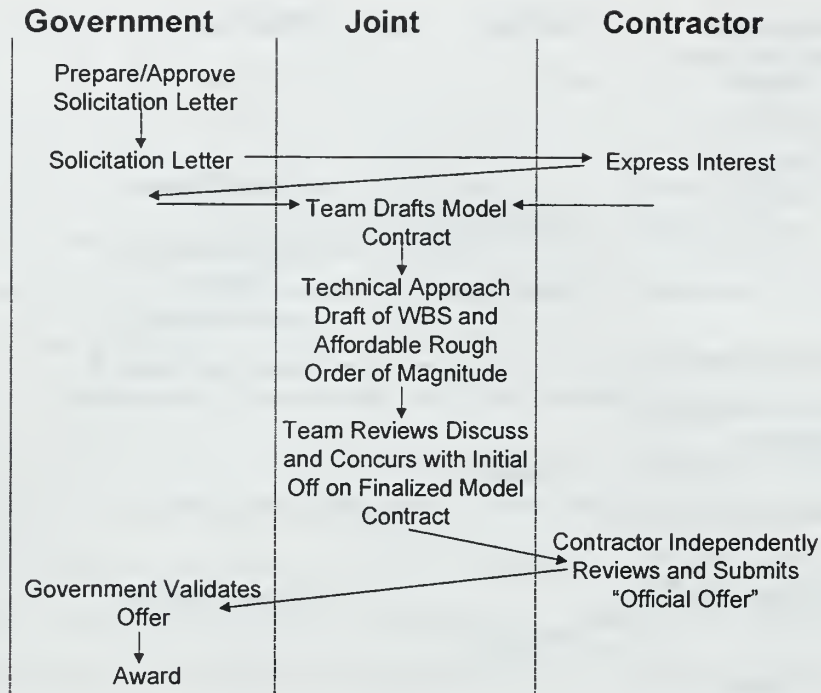 Government
Joint
Contractor
Prepare/Approve
Solicitation Letter
Solicitation Letter
Express Interest
Team Drafts Model
Contract
Technical Approach
Draft of WBS and
Affordable Rough
Order of Magnitude
Team Reviews Discuss
and Concurs with Initial
Off on Finalized Model
Contract
Contractor Independently
Reviews and Submits
“Official Offer”
Government Validates
Offer
Award